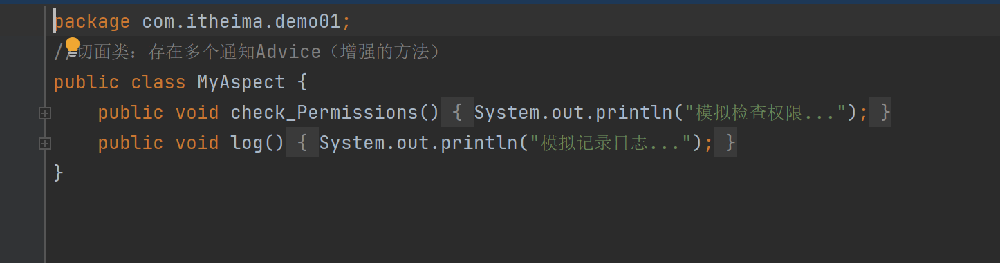 package com.itheima.demo01;
//切面类：存在多个通知Advice（增强的方法）
public class MyAspect {
    public void check_Permissions() { System.out.println("模拟检查权限..."); }
    public void log() { System.out.println("模拟记录日志..."); }
}